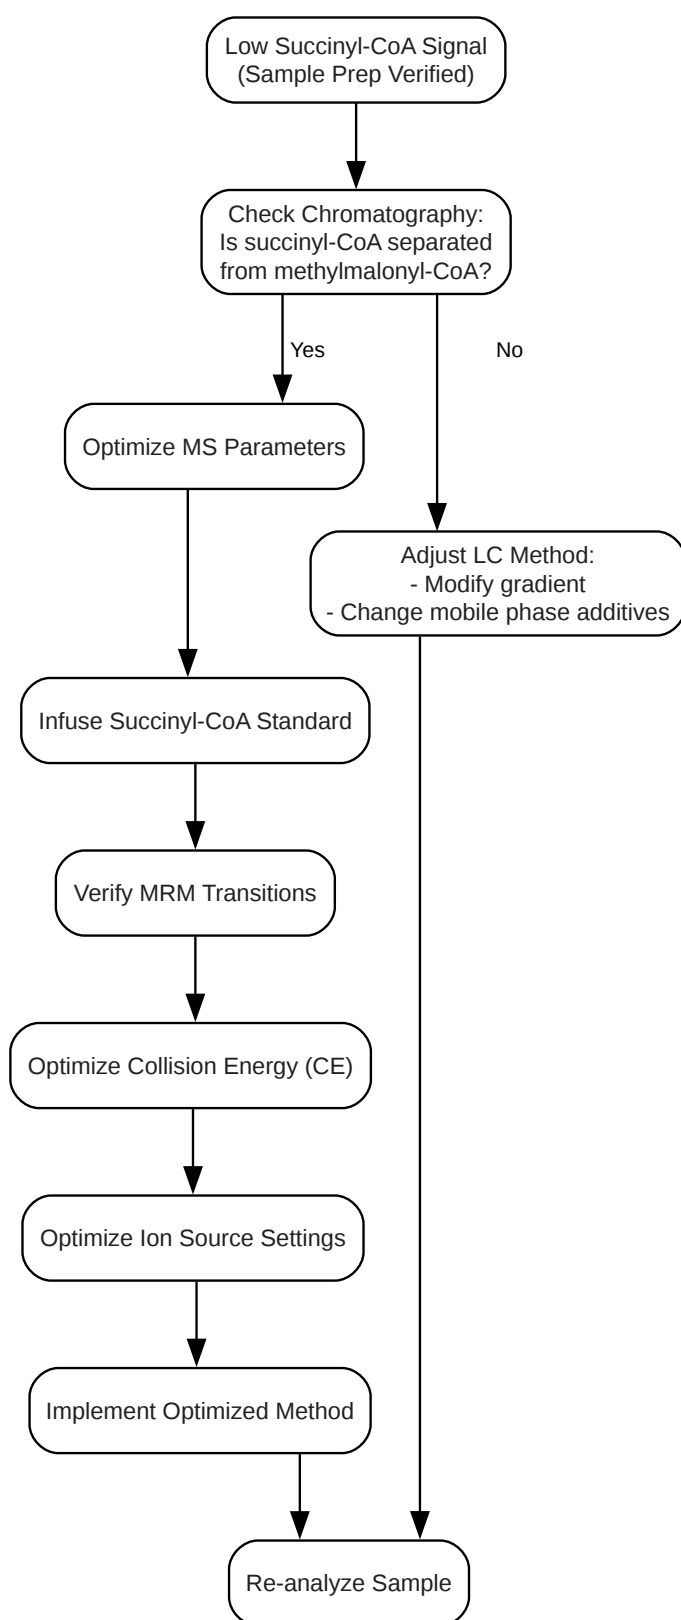 Low Succinyl-CoA Signal
(Sample Prep Verified)
Check Chromatography:
Is succinyl-CoA separated
from methylmalonyl-CoA?
Yes
No
Optimize MS Parameters
Adjust LC Method:
- Modify gradient
- Change mobile phase additives
Infuse Succinyl-CoA Standard
Verify MRM Transitions
Optimize Collision Energy (CE)
Optimize Ion Source Settings
Implement Optimized Method
Re-analyze Sample